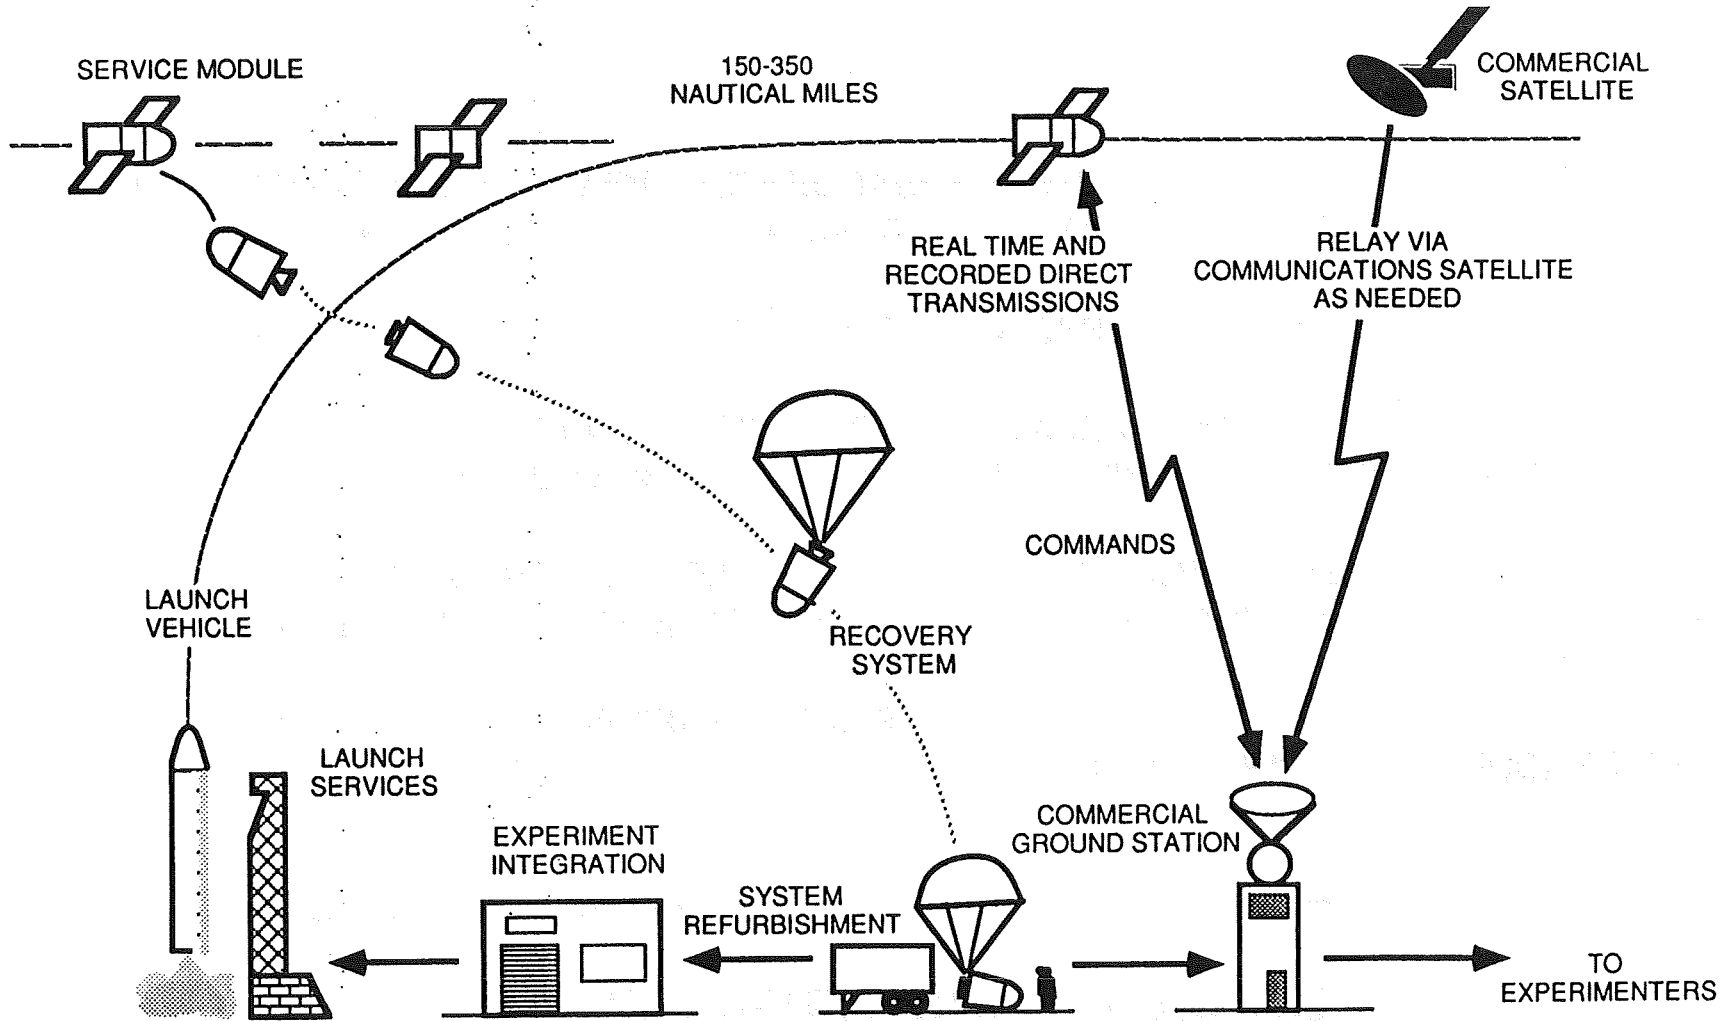 SERVICE MODULE
150-350
NAUTICAL MILES
COMMERCIAL
SATELLITE
REAL TIME AND
RECORDED DIRECT
TRANSMISSIONS
RELAY VIA
COMMUNICATIONS SATELLITE
AS NEEDED
COMMANDS
LAUNCH
VEHICLE
RECOVERY
SYSTEM
LAUNCH
SERVICES
EXPERIMENT
INTEGRATION
SYSTEM
REFURBISHMENT
COMMERCIAL
GROUND STATION
TO
EXPERIMENTERS